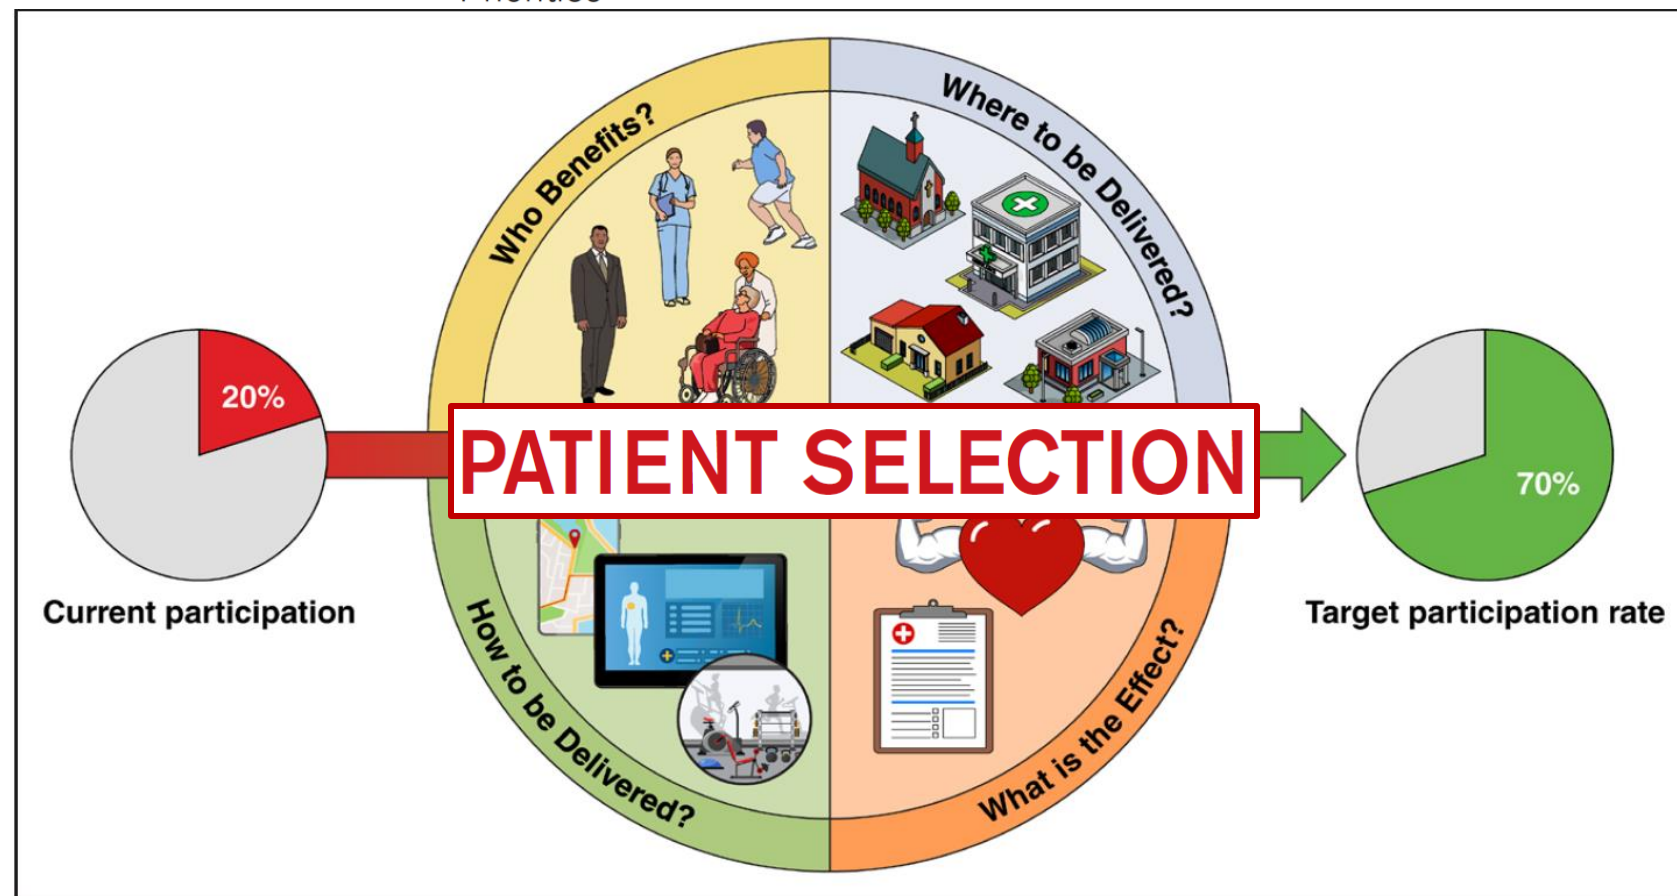 Who Benefits?
Where to be Delivered?
20%
PATIENT SELECTION
70%
Current participation
Target participation rate
How to be Delivered?
What is the Effect?